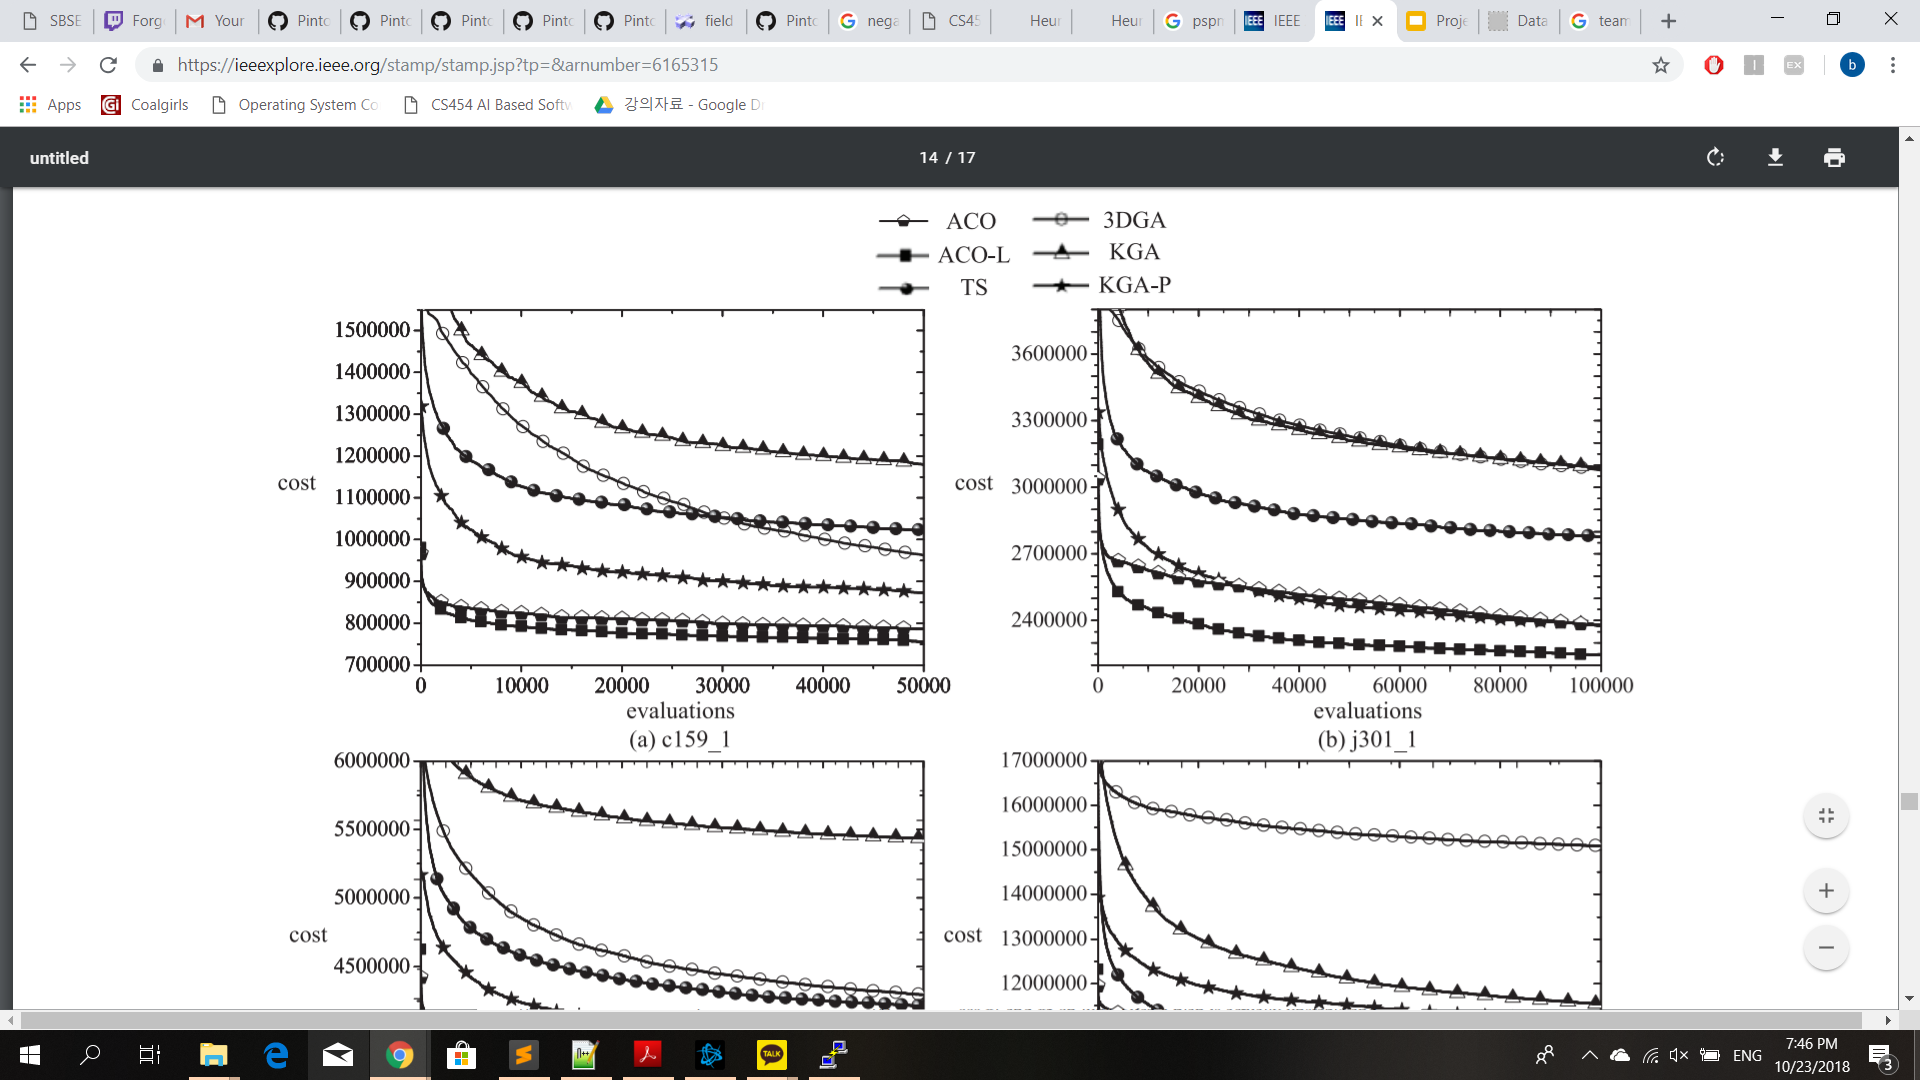 SBSE Forg Your Pinto Pinto Pinto Pinto Pinto field Pinto nega CS45 Heur Heur pspn IEEE IE Proje Data team
https://ieeexplore.ieee.org/stamp/stamp.jsp?tp=&arnumber=6165315
Apps Coalgirls Operating System Co CS454 AI Based Softw 강의자료 - Google Dr
untitled 14 / 17
ACO 3DGA
ACO-L KGA
TS KGA-P
1500000
1400000
1300000
1200000
1100000
1000000
900000
800000
700000
cost
0 10000 20000 30000 40000 50000
evaluations
(a) c159_1
3600000
3300000
3000000
2700000
2400000
cost
0 20000 40000 60000 80000 100000
evaluations
(b) j301_1
6000000
5500000
5000000
4500000
cost
17000000
16000000
15000000
14000000
13000000
12000000
cost
ENG
7:46 PM
10/23/2018
3